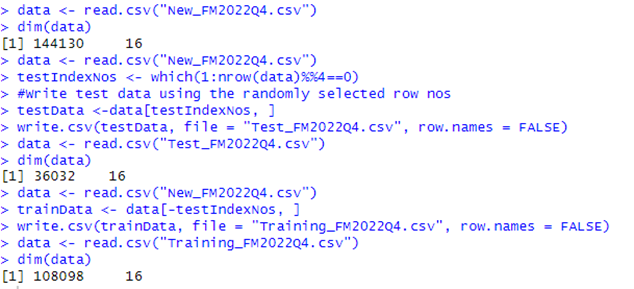 > data <- read.csv("New_FM2022Q4.csv")
> dim(data)
[1] 144130     16
> data <- read.csv("New_FM2022Q4.csv")
> testIndexNos <- which(1:nrow(data)%%4==0)
> #write test data using the randomly selected row nos
> testData <-data[testIndexNos, ]
> write.csv(testData, file = "Test_FM2022Q4.csv", row.names = FALSE)
> data <- read.csv("Test_FM2022Q4.csv")
> dim(data)
[1] 36032    16
> data <- read.csv("New_FM2022Q4.csv")
> trainData <- data[-testIndexNos, ]
> write.csv(trainData, file = "Training_FM2022Q4.csv", row.names = FALSE)
> data <- read.csv("Training_FM2022Q4.csv")
> dim(data)
[1] 108098     16